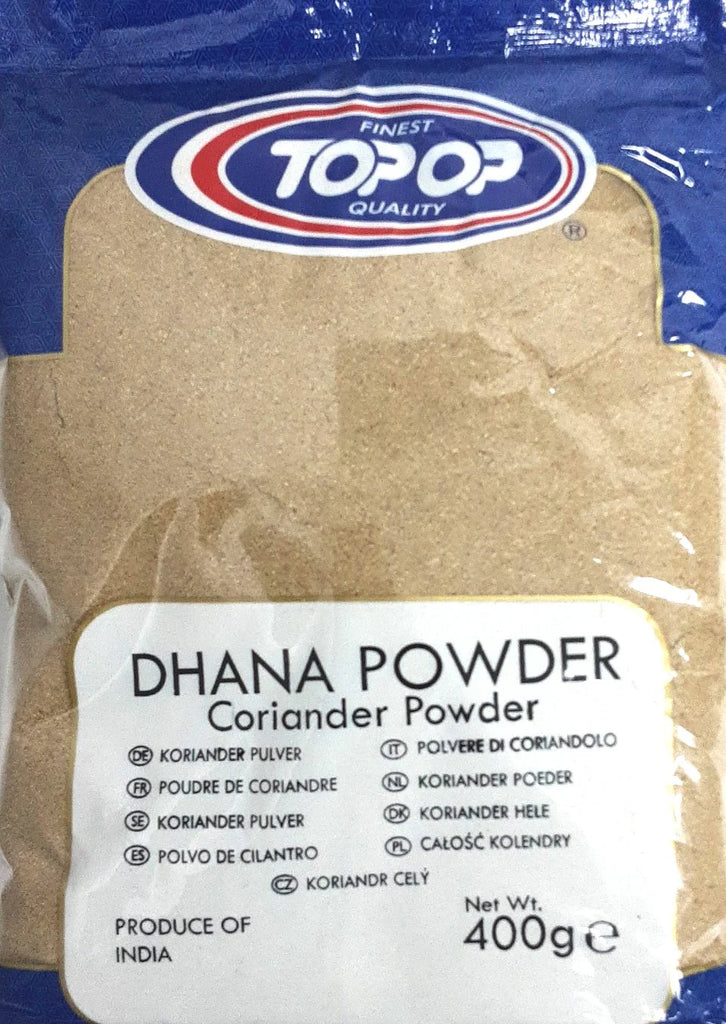 FINEST
TOPOP
QUALITY
®
DHANA POWDER
Coriander Powder
DE KORIANDER PULVER
FR POUDRE DE CORIANDRE
SE KORIANDER PULVER
ES POLVO DE CILANTRO
IT POLVERE DI CORIANDOLO
NL KORIANDER POEDER
DK KORIANDER HELE
PL CAŁOŚĆ KOLENDRY
CZ KORIANDR CELÝ
PRODUCE OF
INDIA
Net Wt.
400g ℮